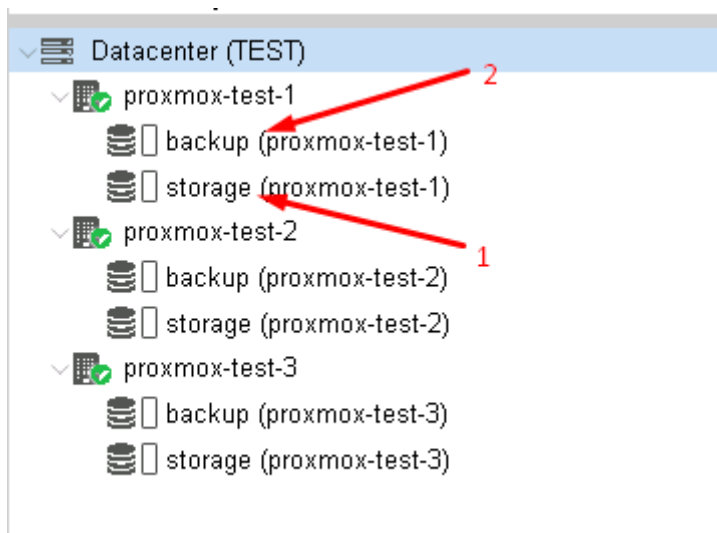 Datacenter (TEST)
2
proxmox-test-1
backup (proxmox-test-1)
storage (proxmox-test-1)
proxmox-test-2
1
backup (proxmox-test-2)
storage (proxmox-test-2)
proxmox-test-3
backup (proxmox-test-3)
storage (proxmox-test-3)